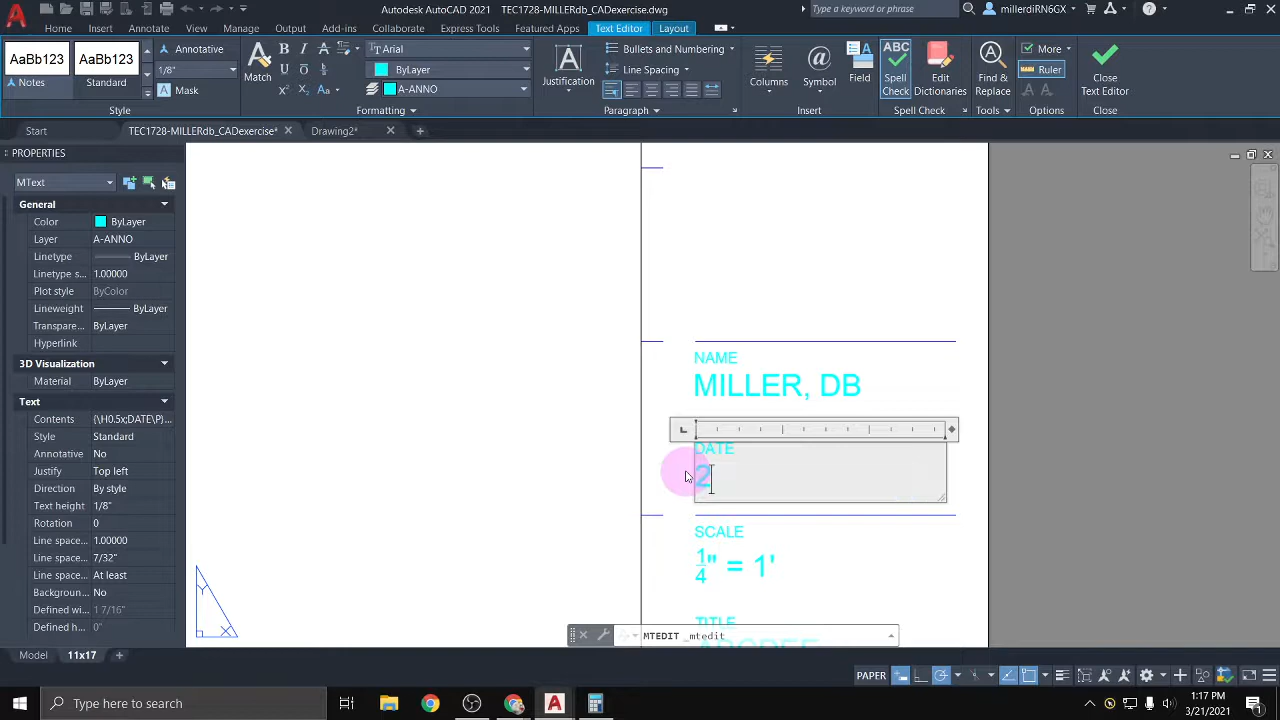 Autodesk AutoCAD 2021 TEC1728-MILLERdb_CADexercise.dwg
Type a keyword or phrase
millerdiRNGX
Home Insert Annotate View Manage Output Add-ins Collaborate Express Tools Featured Apps Text Editor Layout
AaBb123 AaBb123
Notes Standard
Annotative
1/8"
Mask
Style
Match
Arial
ByLayer
A-ANNO
Formatting
Justification
Bullets and Numbering
Line Spacing
Paragraph
Columns
Symbol
Field
Insert
ABC
Spell Check
Edit Dictionaries
Spell Check
Find & Replace
Tools
More
Ruler
Options
Close Text Editor
Close
Start TEC1728-MILLERdb_CADexercise* Drawing2*
PROPERTIES
MText
General
Color ByLayer
Layer A-ANNO
Linetype ByLayer
Linetype s... 1.00000
Plot style ByColor
Lineweight ByLayer
Transpare... ByLayer
Hyperlink
3D Visualization
Material ByLayer
Text
Contents {\\H0.5x;DATE\P}...
Style Standard
Annotative No
Justify Top left
Direction By style
Text height 1/8"
Rotation 0
Line space... 1.00000
Line space... 7/32"
Line space... At least
Backgroun... No
Defined wi... 1 7/16"
Defined h... 0"
NAME
MILLER, DB
DATE
2
SCALE
1/4" = 1'
TITLE
Y
X
MTEDIT _mtedit
Model 11x17
PAPER
Type here to search
1:17 PM
3/21/2021